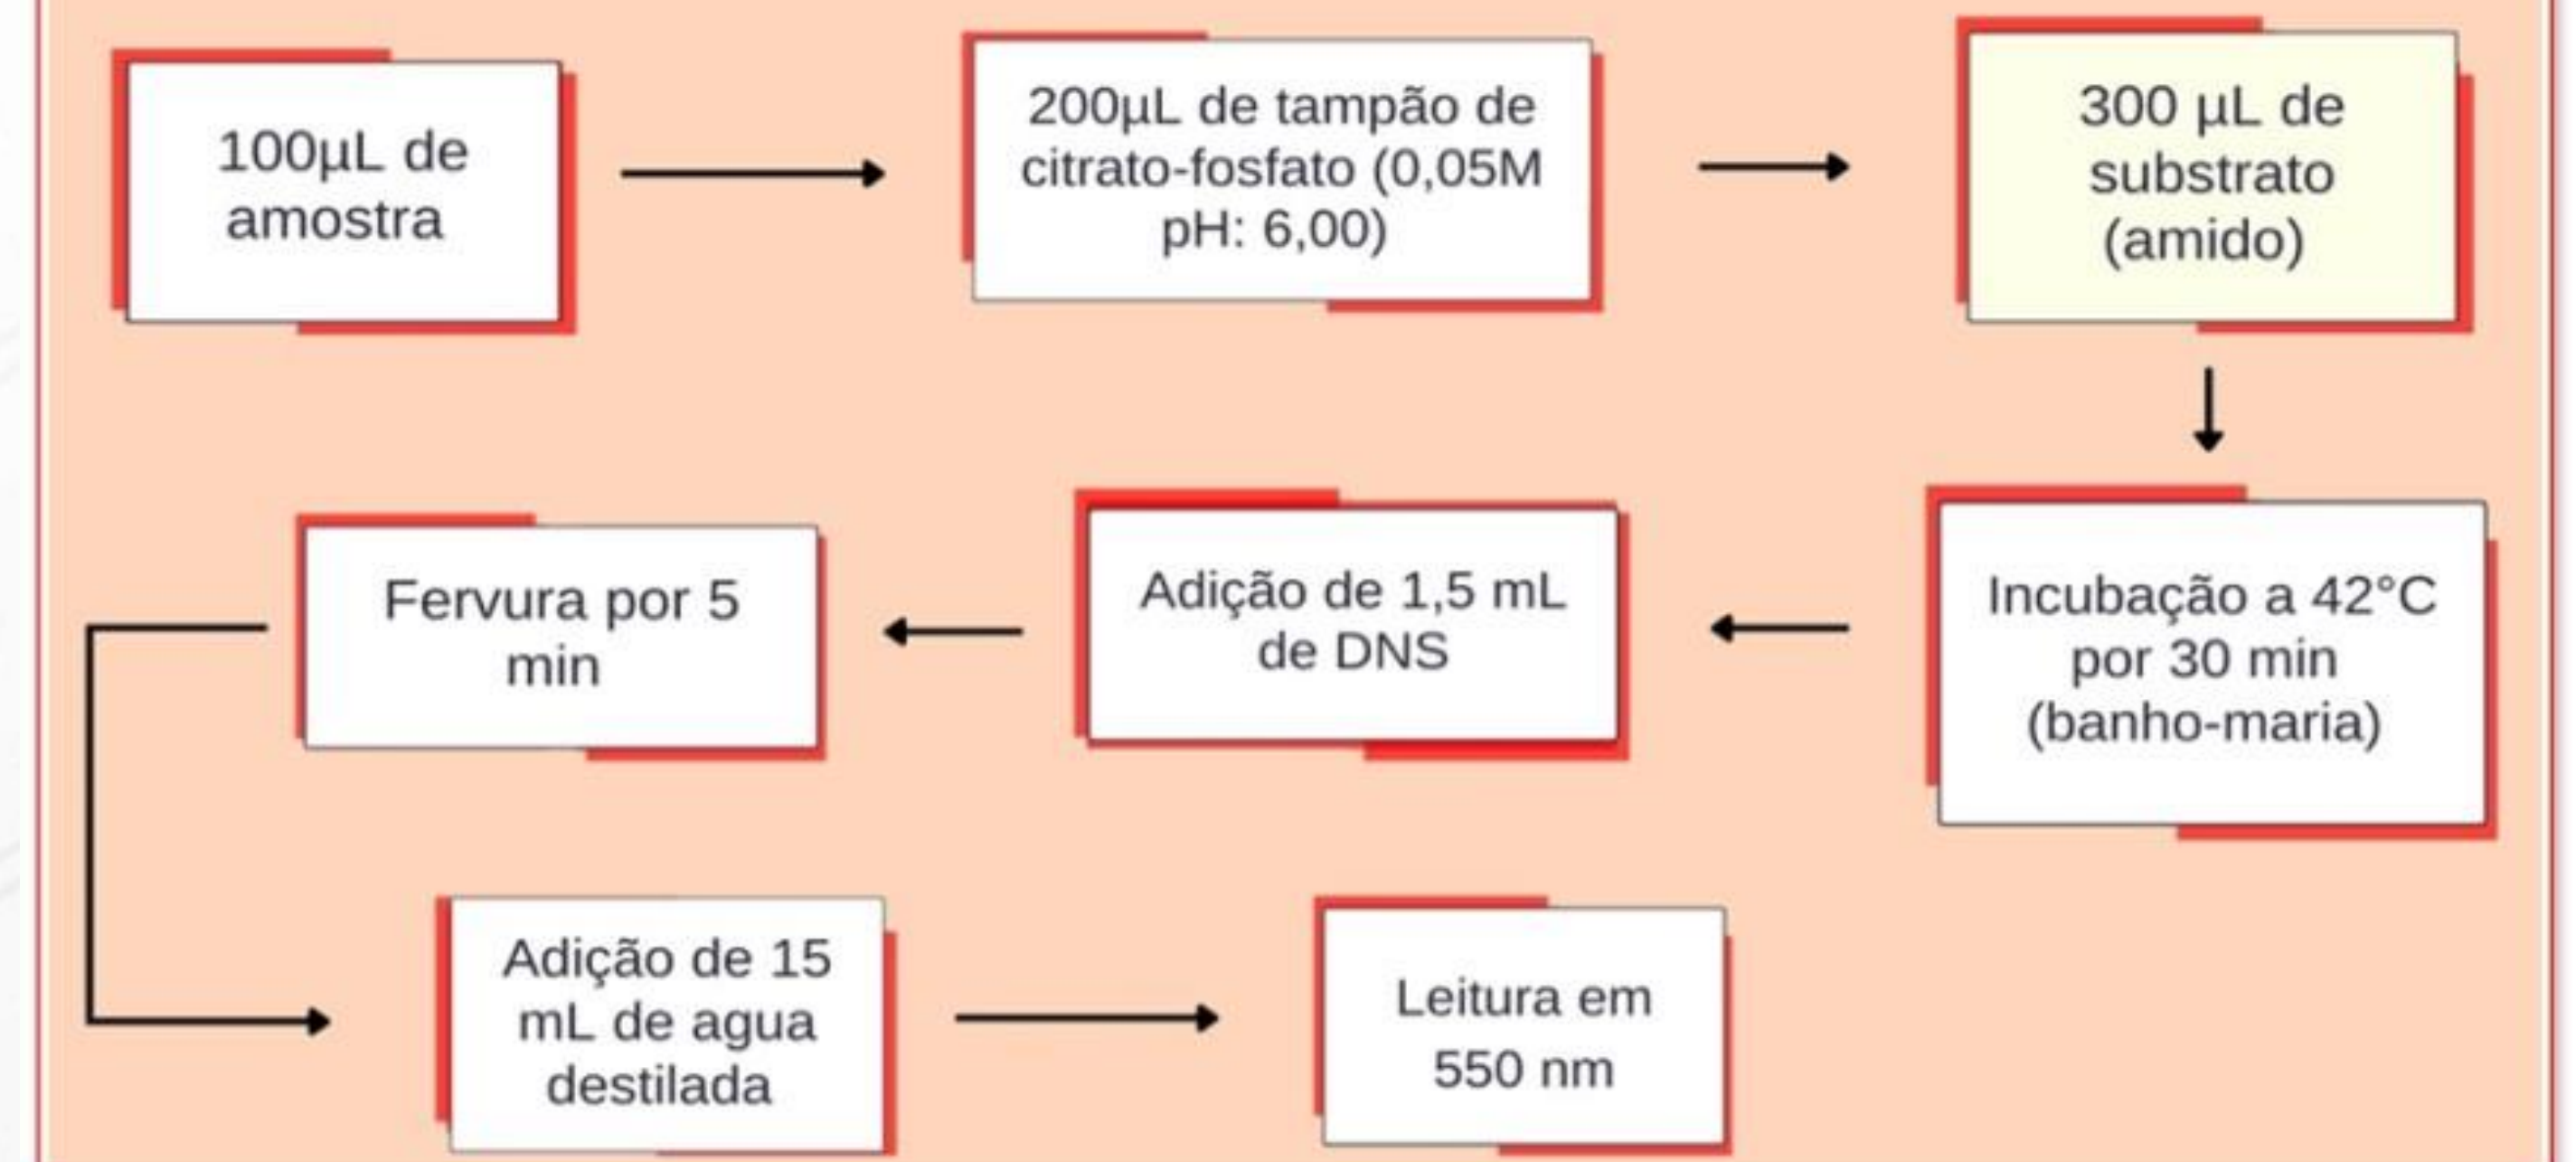 100µL de
amostra
200µL de tampão de
citrato-fosfato (0,05M
pH: 6,00)
300 µL de
substrato
(amido)
Incubação a 42°C
por 30 min
(banho-maria)
Adição de 1,5 mL
de DNS
Fervura por 5
min
Adição de 15
mL de agua
destilada
Leitura em
550 nm